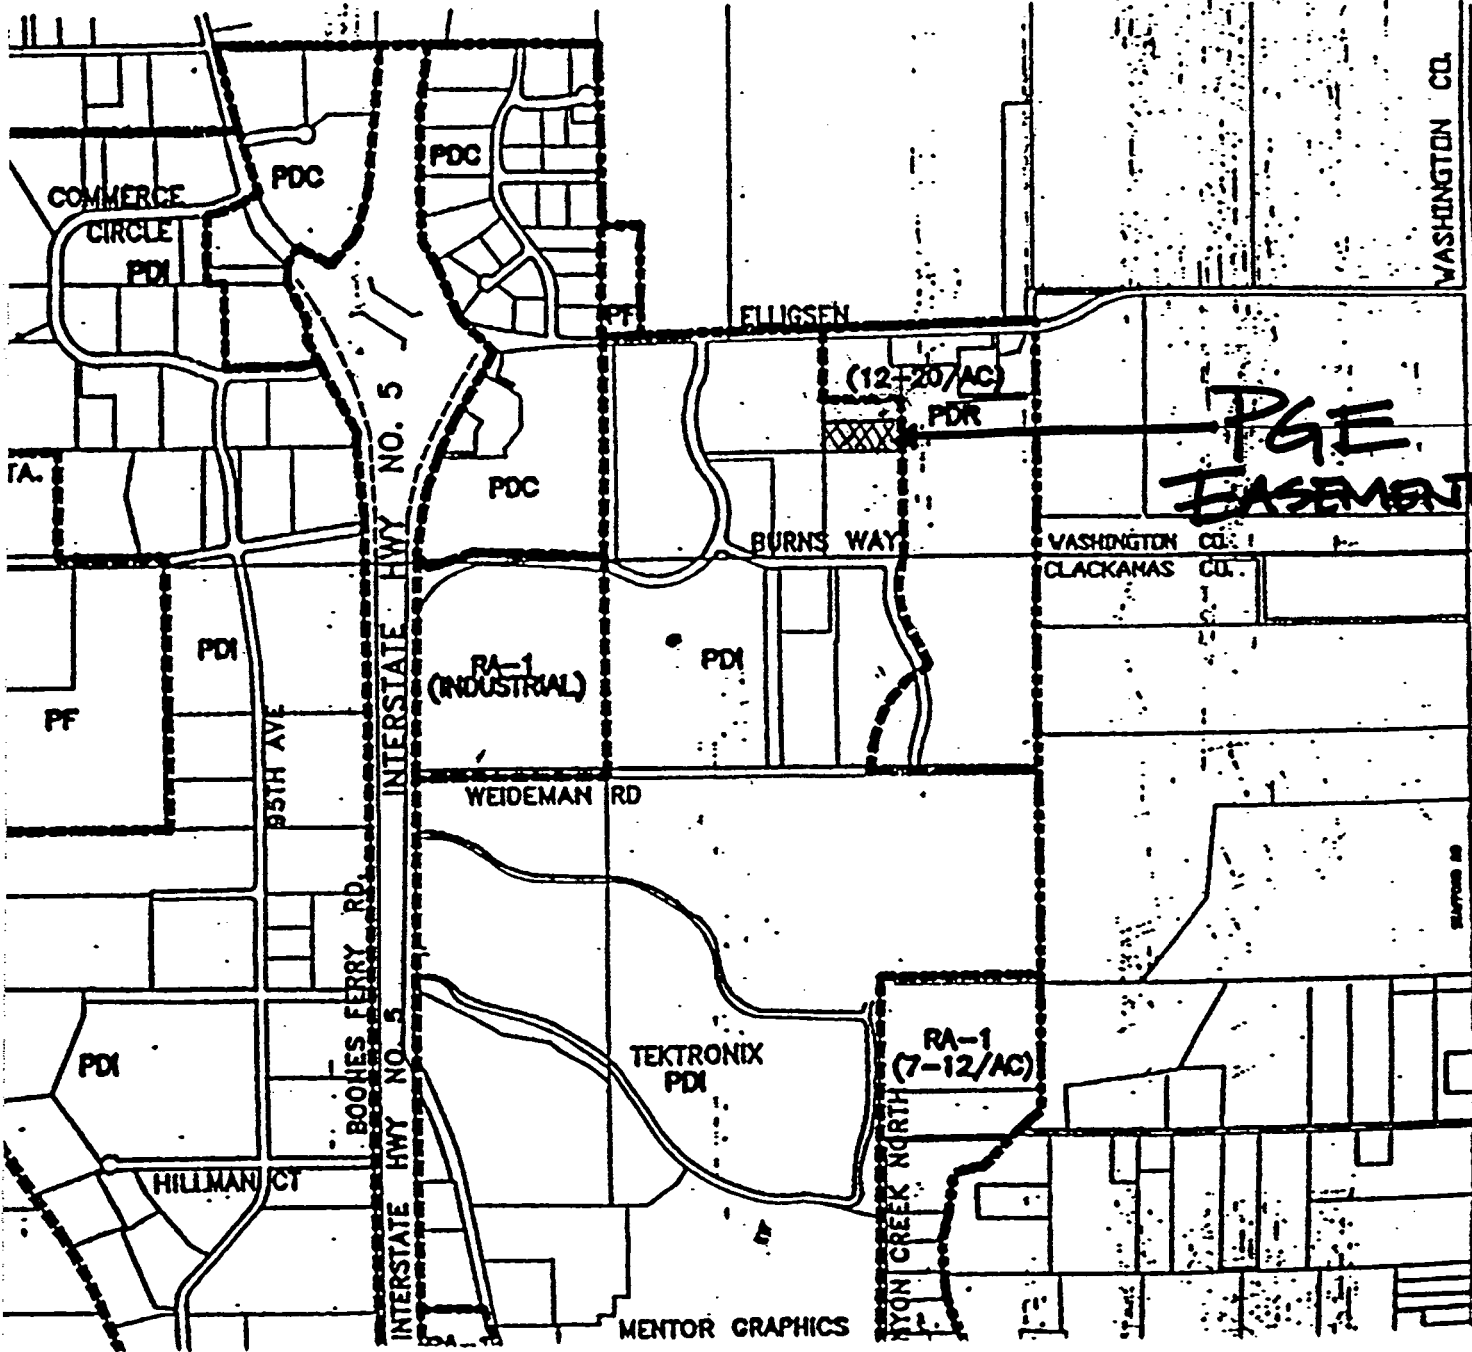 WASHINGTON CO.
PDC
PDC
COMMERCE
CIRCLE
PDI
PF
ELLIGSEN
(12-20/AC)
PDR
PGE
EASEMENT
TA.
PDC
INTERSTATE HWY NO. 5
BURNS WAY
WASHINGTON CO.
CLACKAMAS CO.
PDI
RA-1
(INDUSTRIAL)
PDI
PF
95TH AVE
WEIDEMAN RD
BOONES FERRY RD.
STAFFORD RD
INTERSTATE HWY NO. 5
PDI
TEKTRONIX
PDI
RA-1
(7-12/AC)
NYON CREEK NORTH
HILLMAN CT
MENTOR GRAPHICS